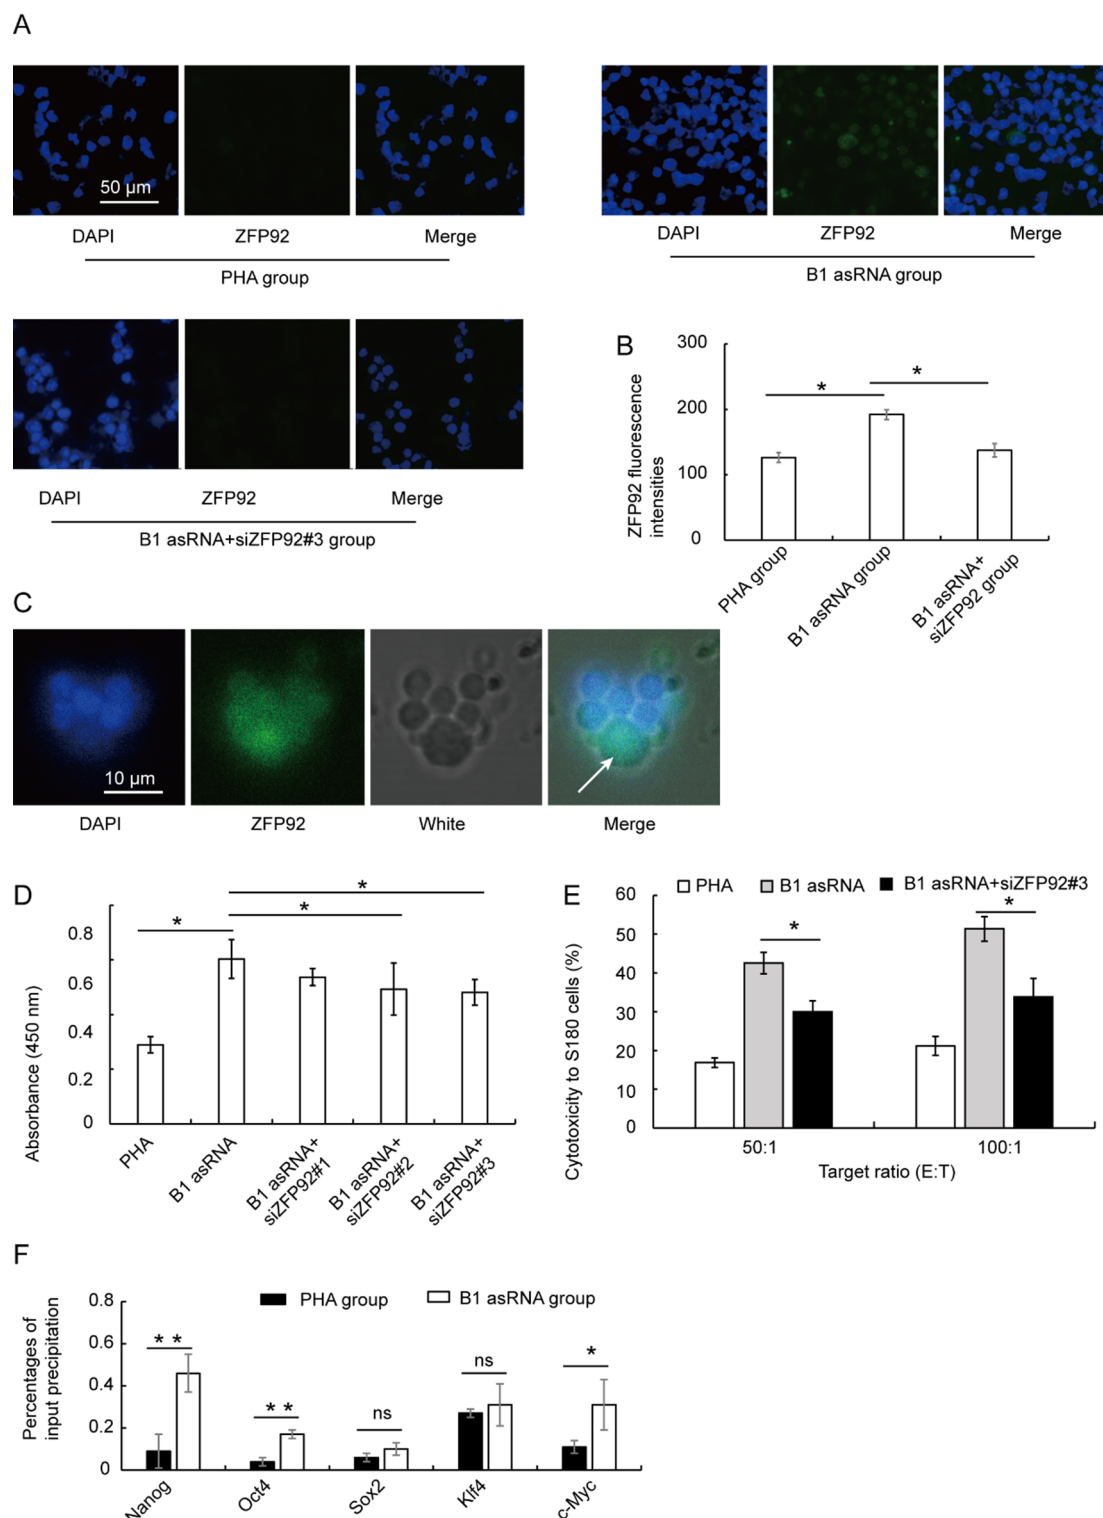 A
50 µm
DAPI ZFP92 Merge
PHA group
DAPI ZFP92 Merge
B1 asRNA group
DAPI ZFP92 Merge
B1 asRNA+siZFP92#3 group
B
ZFP92 fluorescence
intensities
300
200
100
0
* *
PHA group
B1 asRNA group
B1 asRNA+
siZFP92 group
C
10 µm
DAPI ZFP92 White Merge
D
Absorbance (450 nm)
0.8
0.6
0.4
0.2
0
* * *
PHA
B1 asRNA
B1 asRNA+
siZFP92#1
B1 asRNA+
siZFP92#2
B1 asRNA+
siZFP92#3
E
PHA B1 asRNA B1 asRNA+siZFP92#3
Cytotoxicity to S180 cells (%)
60
50
40
30
20
10
0
* *
50:1 100:1
Target ratio (E:T)
F
PHA group B1 asRNA group
Percentages of
input precipitation
0.8
0.6
0.4
0.2
0
** ** ns ns *
Nanog
Oct4
Sox2
Klf4
c-Myc